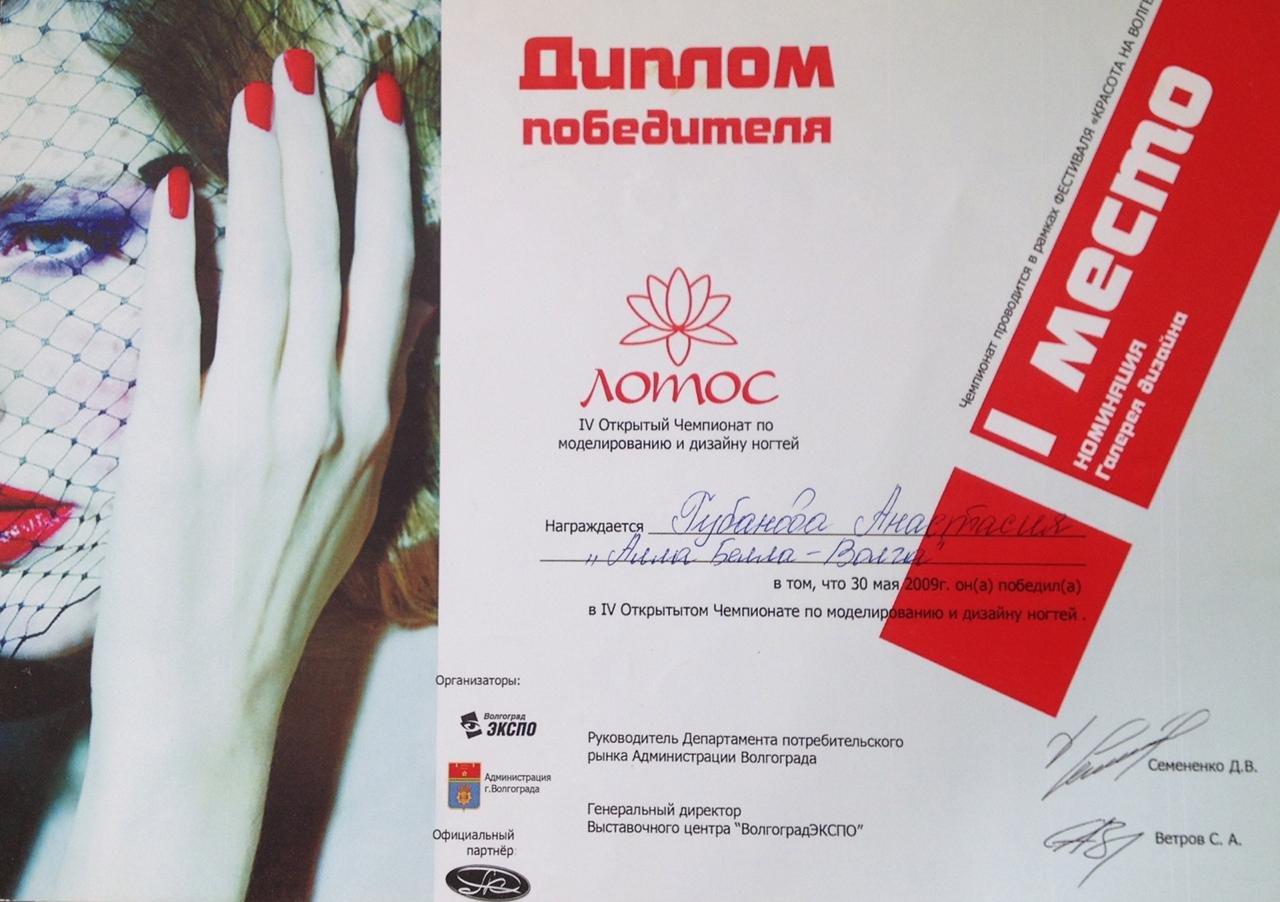 Диплом
победителя
Чемпионат проводится в рамках ФЕСТИВАЛЯ «КРАСОТА НА ВОЛГЕ
I место
номинация
Галерея дизайна
ЛОТОС
IV Открытый Чемпионат по
моделированию и дизайну ногтей
Награждается Губанова Анастасия
„Алла Белла - Волга"
в том, что 30 мая 2009г. он(а) победил(а)
в IV Открытытом Чемпионате по моделированию и дизайну ногтей .
Организаторы:
Волгоград
ЭКСПО
Администрация
г.Волгограда
Официальный
партнёр:
Руководитель Департамента потребительского
рынка Администрации Волгограда
Семененко Д.В.
Генеральный директор
Выставочного центра “ВолгоградЭКСПО”
Ветров С. А.